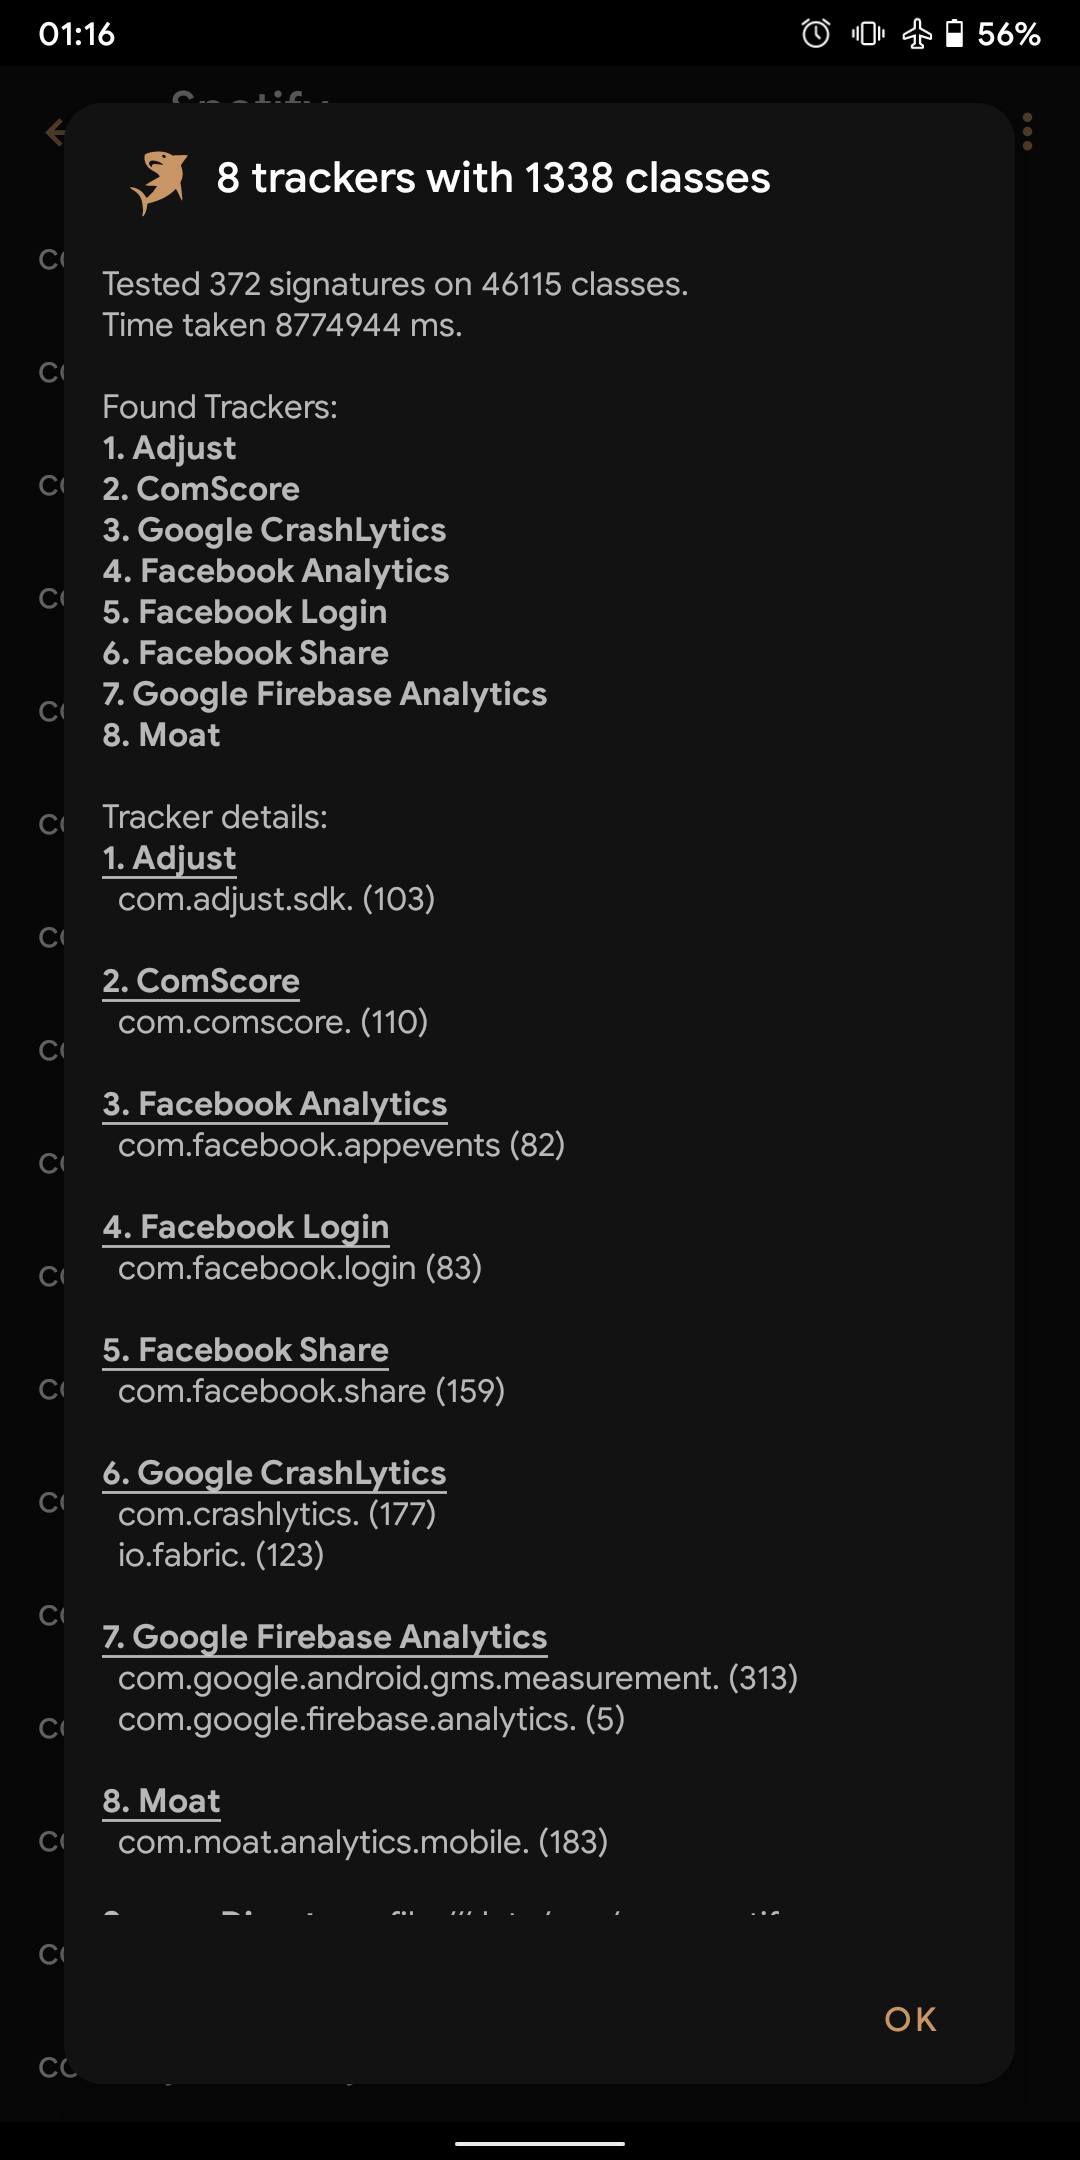 01:16
56%
Spotify
8 trackers with 1338 classes
Tested 372 signatures on 46115 classes.
Time taken 8774944 ms.
Found Trackers:
1. Adjust
2. ComScore
3. Google CrashLytics
4. Facebook Analytics
5. Facebook Login
6. Facebook Share
7. Google Firebase Analytics
8. Moat
Tracker details:
1. Adjust
com.adjust.sdk. (103)
2. ComScore
com.comscore. (110)
3. Facebook Analytics
com.facebook.appevents (82)
4. Facebook Login
com.facebook.login (83)
5. Facebook Share
com.facebook.share (159)
6. Google CrashLytics
com.crashlytics. (177)
io.fabric. (123)
7. Google Firebase Analytics
com.google.android.gms.measurement. (313)
com.google.firebase.analytics. (5)
8. Moat
com.moat.analytics.mobile. (183)
OK